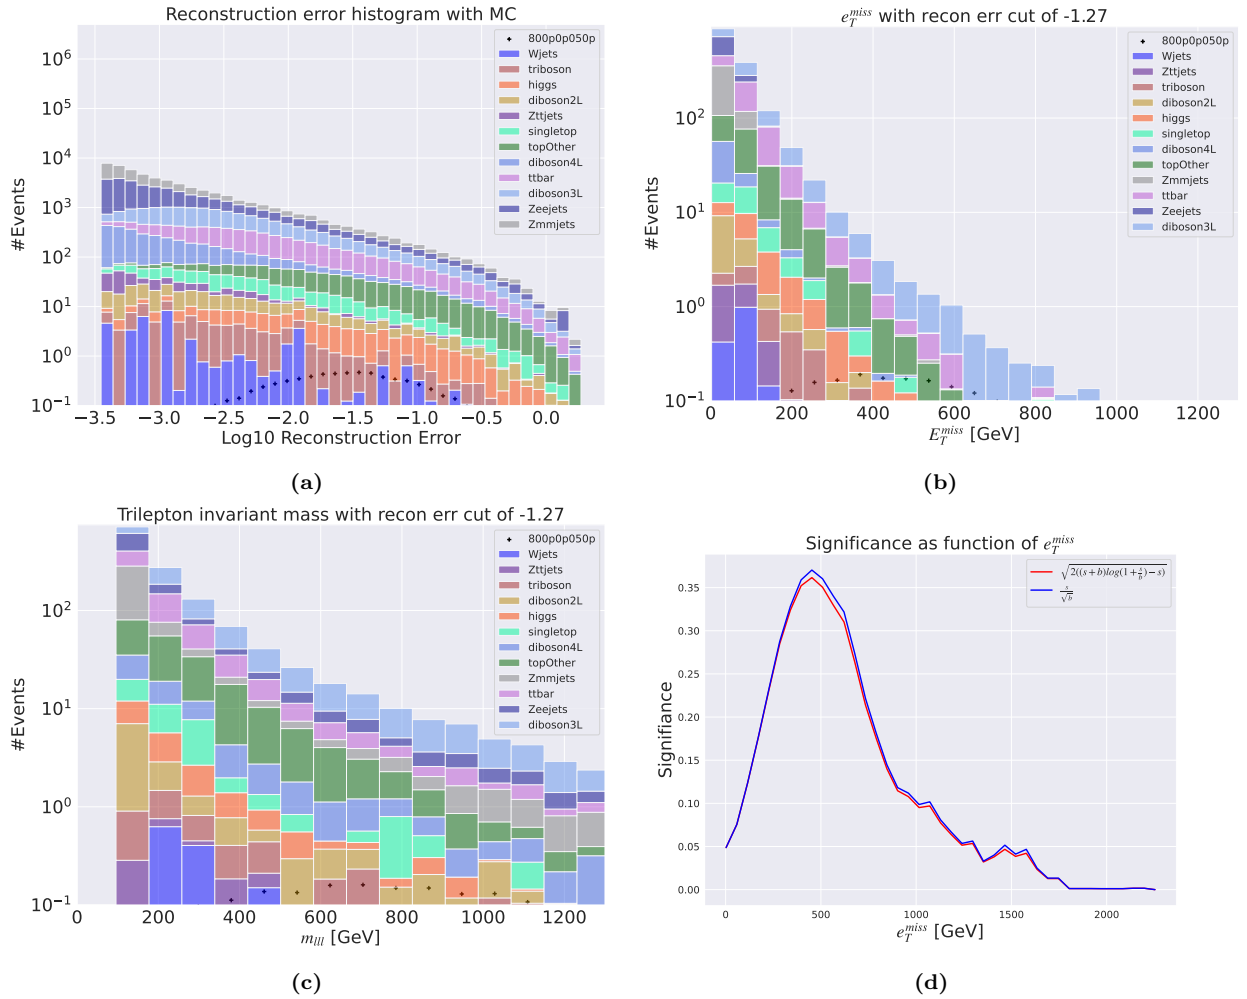 Reconstruction error histogram with MC
#Events
10^6
10^5
10^4
10^3
10^2
10^1
10^0
10^−1
−3.5 −3.0 −2.5 −2.0 −1.5 −1.0 −0.5 0.0
Log10 Reconstruction Error
800p0p050p
Wjets
triboson
higgs
diboson2L
Zttjets
singletop
topOther
diboson4L
ttbar
diboson3L
Zeejets
Zmmjets
(a)
e_T^miss with recon err cut of -1.27
#Events
10^2
10^1
10^0
10^−1
0 200 400 600 800 1000 1200
E_T^miss [GeV]
800p0p050p
Wjets
Zttjets
triboson
diboson2L
higgs
singletop
diboson4L
topOther
Zmmjets
ttbar
Zeejets
diboson3L
(b)
Trilepton invariant mass with recon err cut of -1.27
#Events
10^2
10^1
10^0
10^−1
0 200 400 600 800 1000 1200
m_lll [GeV]
800p0p050p
Wjets
Zttjets
triboson
diboson2L
higgs
singletop
diboson4L
topOther
Zmmjets
ttbar
Zeejets
diboson3L
(c)
Significance as function of e_T^miss
Signifiance
0.35
0.30
0.25
0.20
0.15
0.10
0.05
0.00
0 500 1000 1500 2000
e_T^miss [GeV]
√2((s+b)log(1+s/b)−s)
s/√b
(d)